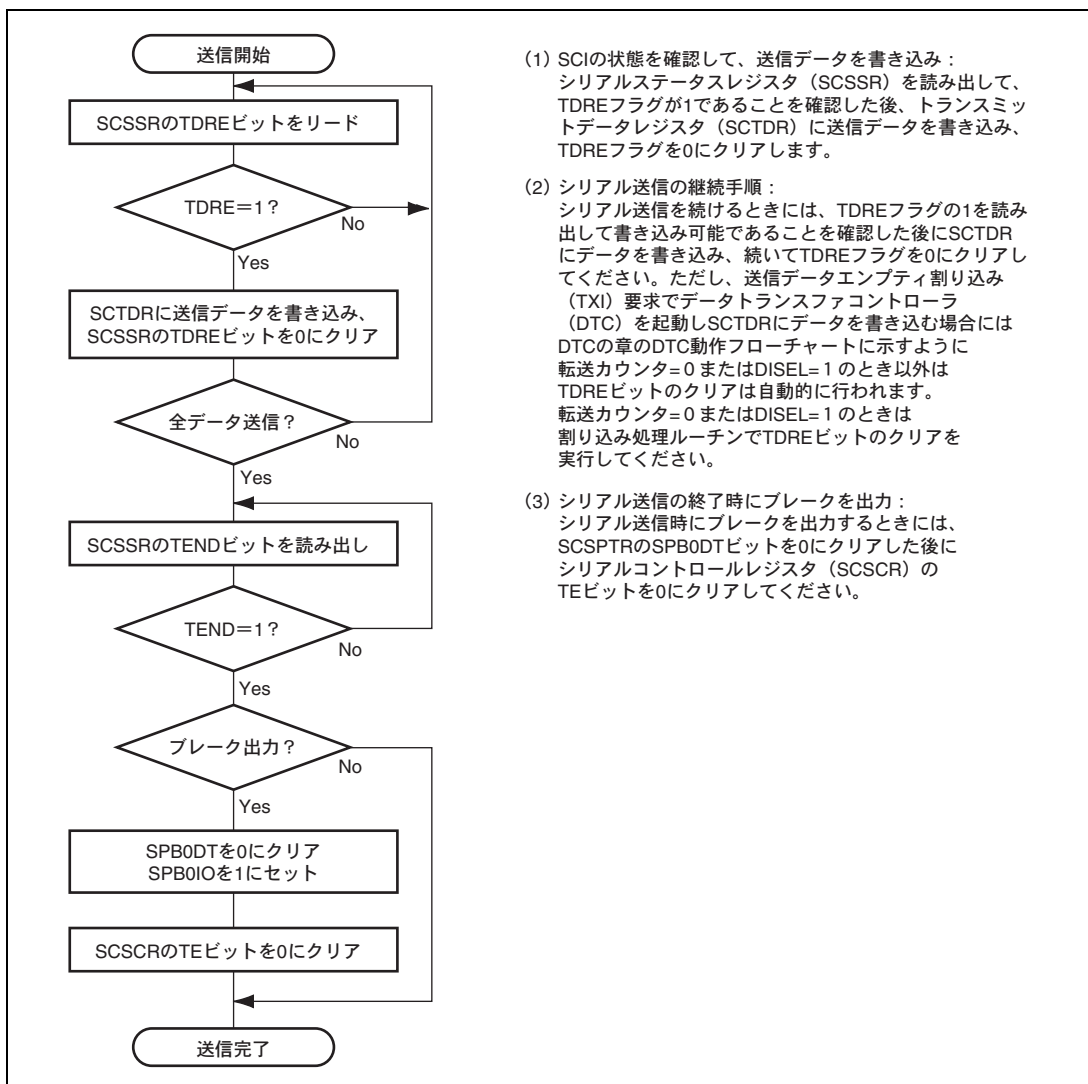 送信開始
SCSSRのTDREビットをリード
TDRE＝1？
No
Yes
SCTDRに送信データを書き込み、
SCSSRのTDREビットを0にクリア
全データ送信？
No
Yes
SCSSRのTENDビットを読み出し
TEND＝1？
No
Yes
ブレーク出力？
No
Yes
SPB0DTを0にクリア
SPB0IOを1にセット
SCSCRのTEビットを0にクリア
送信完了
(1) SCIの状態を確認して、送信データを書き込み：
シリアルステータスレジスタ（SCSSR）を読み出して、
TDREフラグが1であることを確認した後、トランスミッ
トデータレジスタ（SCTDR）に送信データを書き込み、
TDREフラグを0にクリアします。
(2) シリアル送信の継続手順：
シリアル送信を続けるときには、TDREフラグの1を読み
出して書き込み可能であることを確認した後にSCTDR
にデータを書き込み、続いてTDREフラグを0にクリアし
てください。ただし、送信データエンプティ割り込み
（TXI）要求でデータトランスファコントローラ
（DTC）を起動しSCTDRにデータを書き込む場合には
DTCの章のDTC動作フローチャートに示すように
転送カウンタ=０またはDISEL=１のとき以外は
TDREビットのクリアは自動的に行われます。
転送カウンタ=０またはDISEL=１のときは
割り込み処理ルーチンでTDREビットのクリアを
実行してください。
(3) シリアル送信の終了時にブレークを出力：
シリアル送信時にブレークを出力するときには、
SCSPTRのSPB0DTビットを0にクリアした後に
シリアルコントロールレジスタ（SCSCR）の
TEビットを0にクリアしてください。